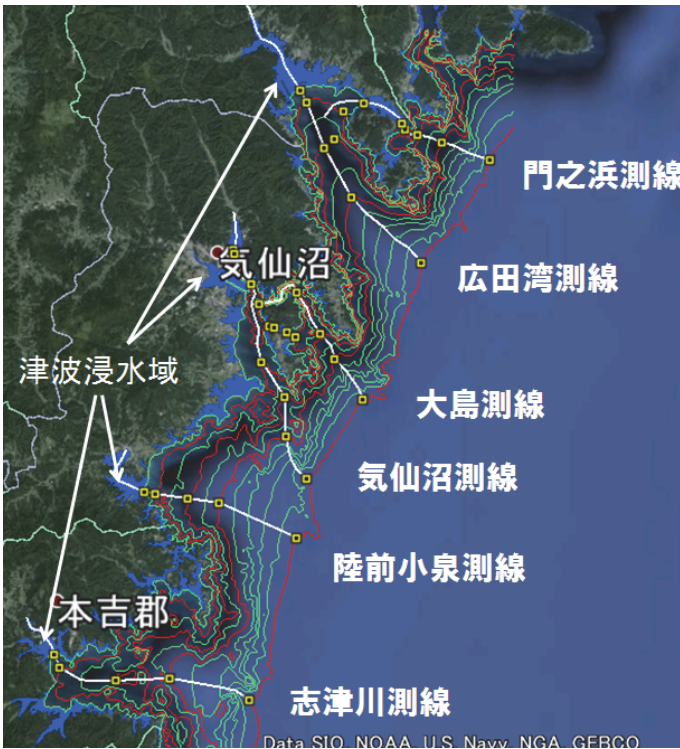 門之浜測線
広田湾測線
気仙沼
津波浸水域
大島測線
気仙沼測線
陸前小泉測線
本吉郡
志津川測線
Data SIO, NOAA, U.S. Navy, NGA, GEBCO